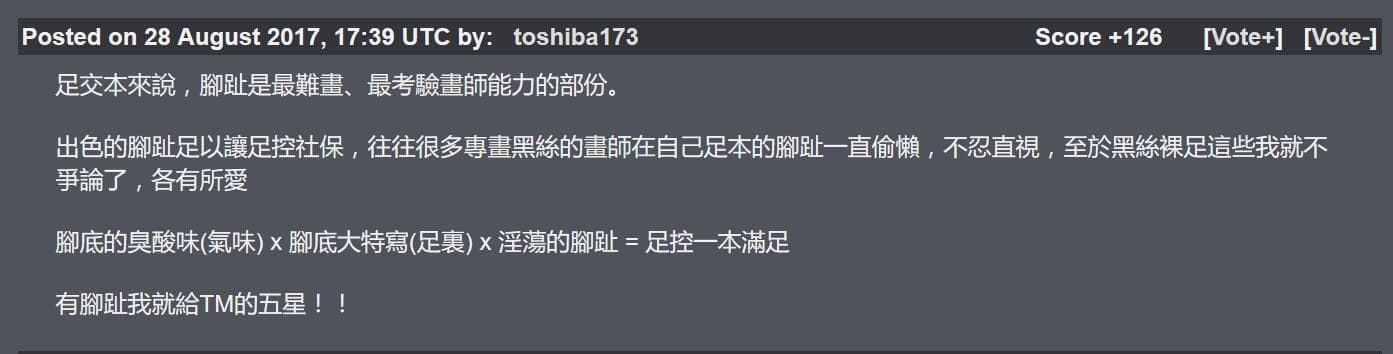 Posted on 28 August 2017, 17:39 UTC by: toshiba173 Score +126 [Vote+] [Vote-]
足交本來說，腳趾是最難畫、最考驗畫師能力的部份。
出色的腳趾足以讓足控社保，往往很多專畫黑絲的畫師在自己足本的腳趾一直偷懶，不忍直視，至於黑絲裸足這些我就不
爭論了，各有所愛
腳底的臭酸味(氣味) x 腳底大特寫(足裏) x 淫蕩的腳趾 = 足控一本滿足
有腳趾我就給TM的五星！！